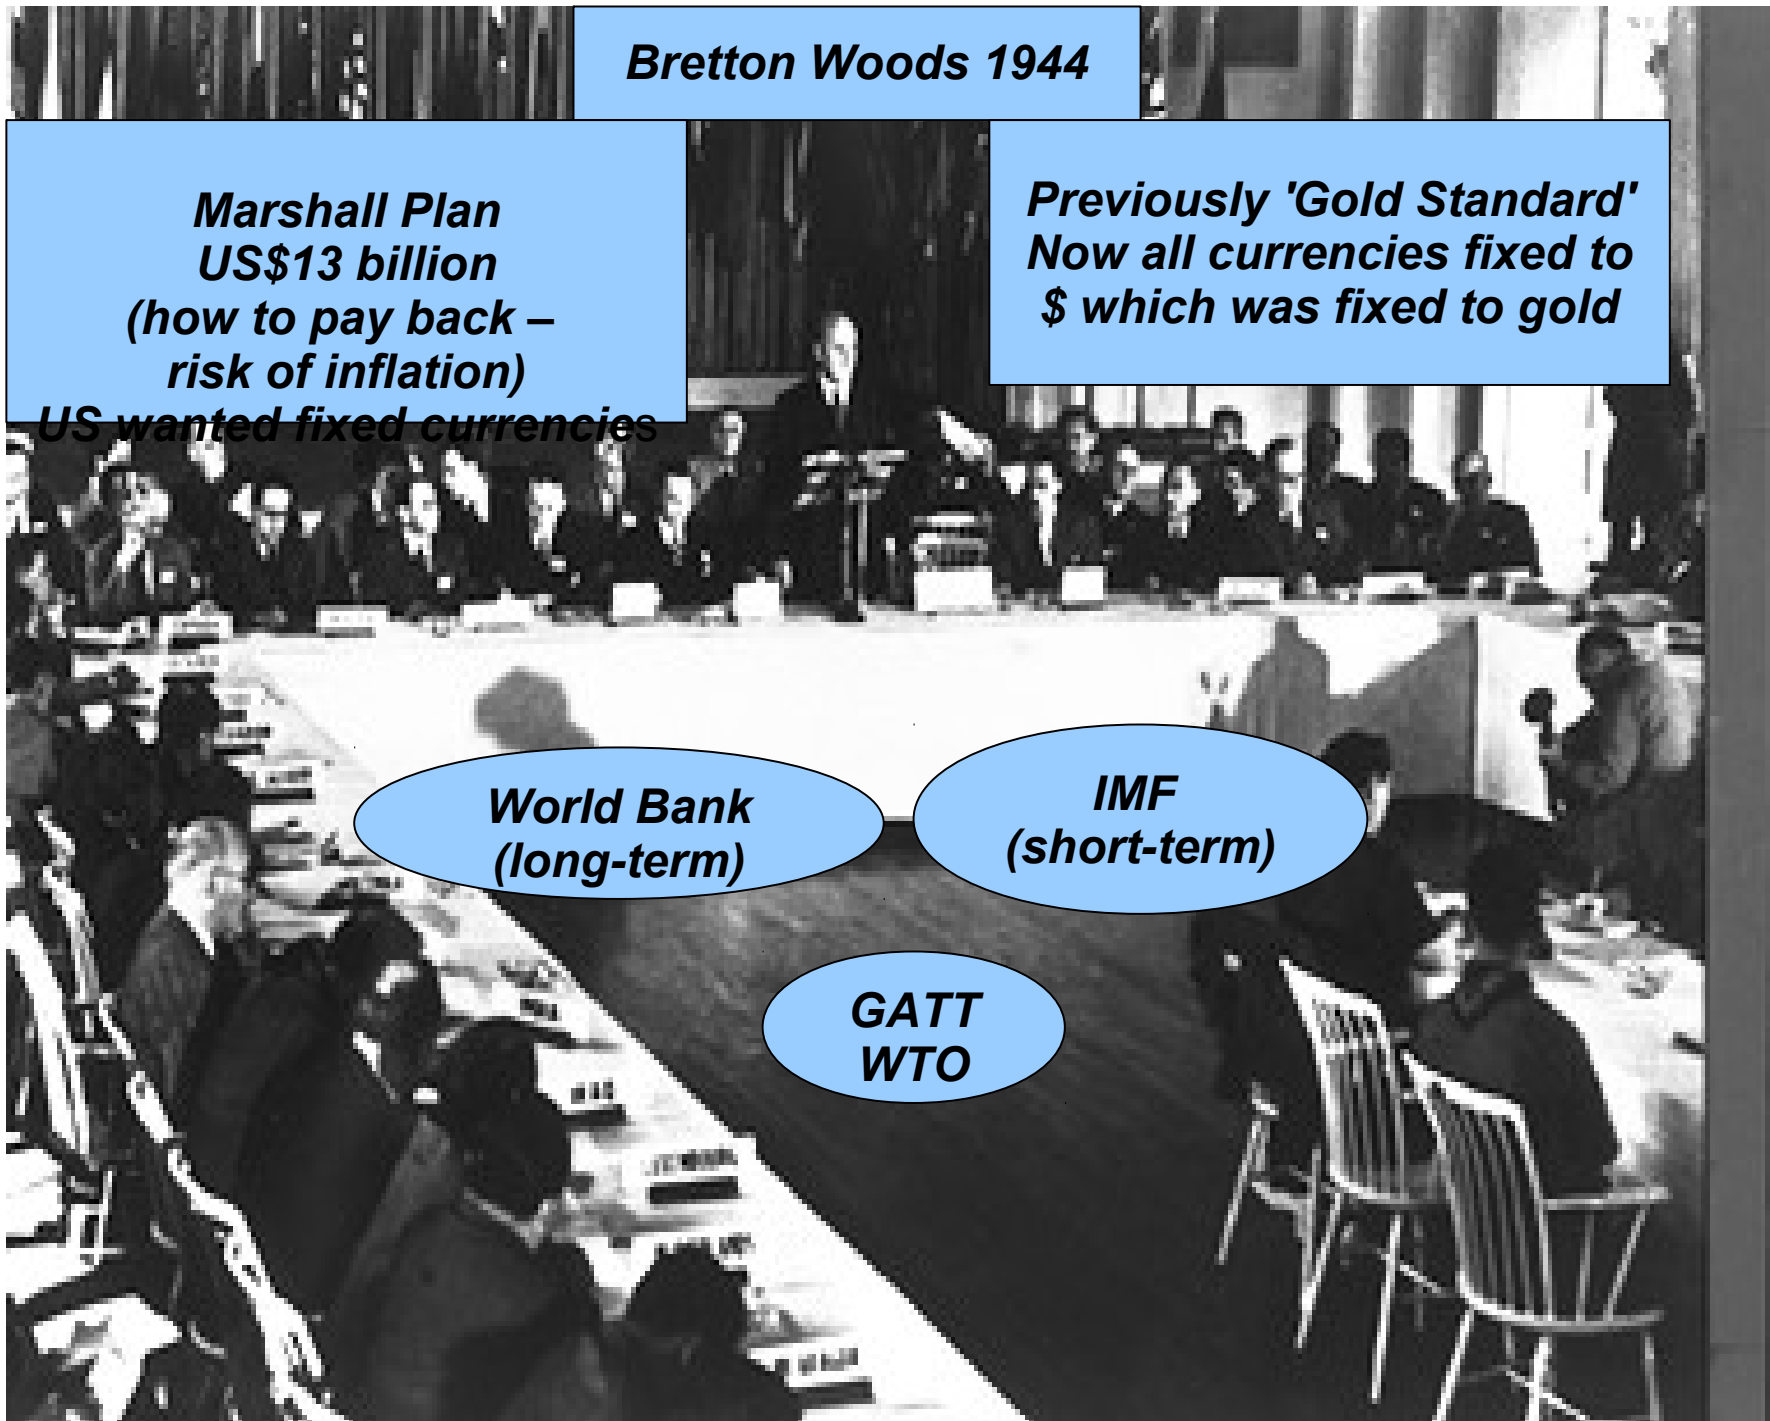 Bretton Woods 1944
Marshall Plan
US$13 billion
(how to pay back –
risk of inflation)
US wanted fixed currencies
Previously 'Gold Standard'
Now all currencies fixed to
$ which was fixed to gold
World Bank
(long-term)
IMF
(short-term)
GATT
WTO